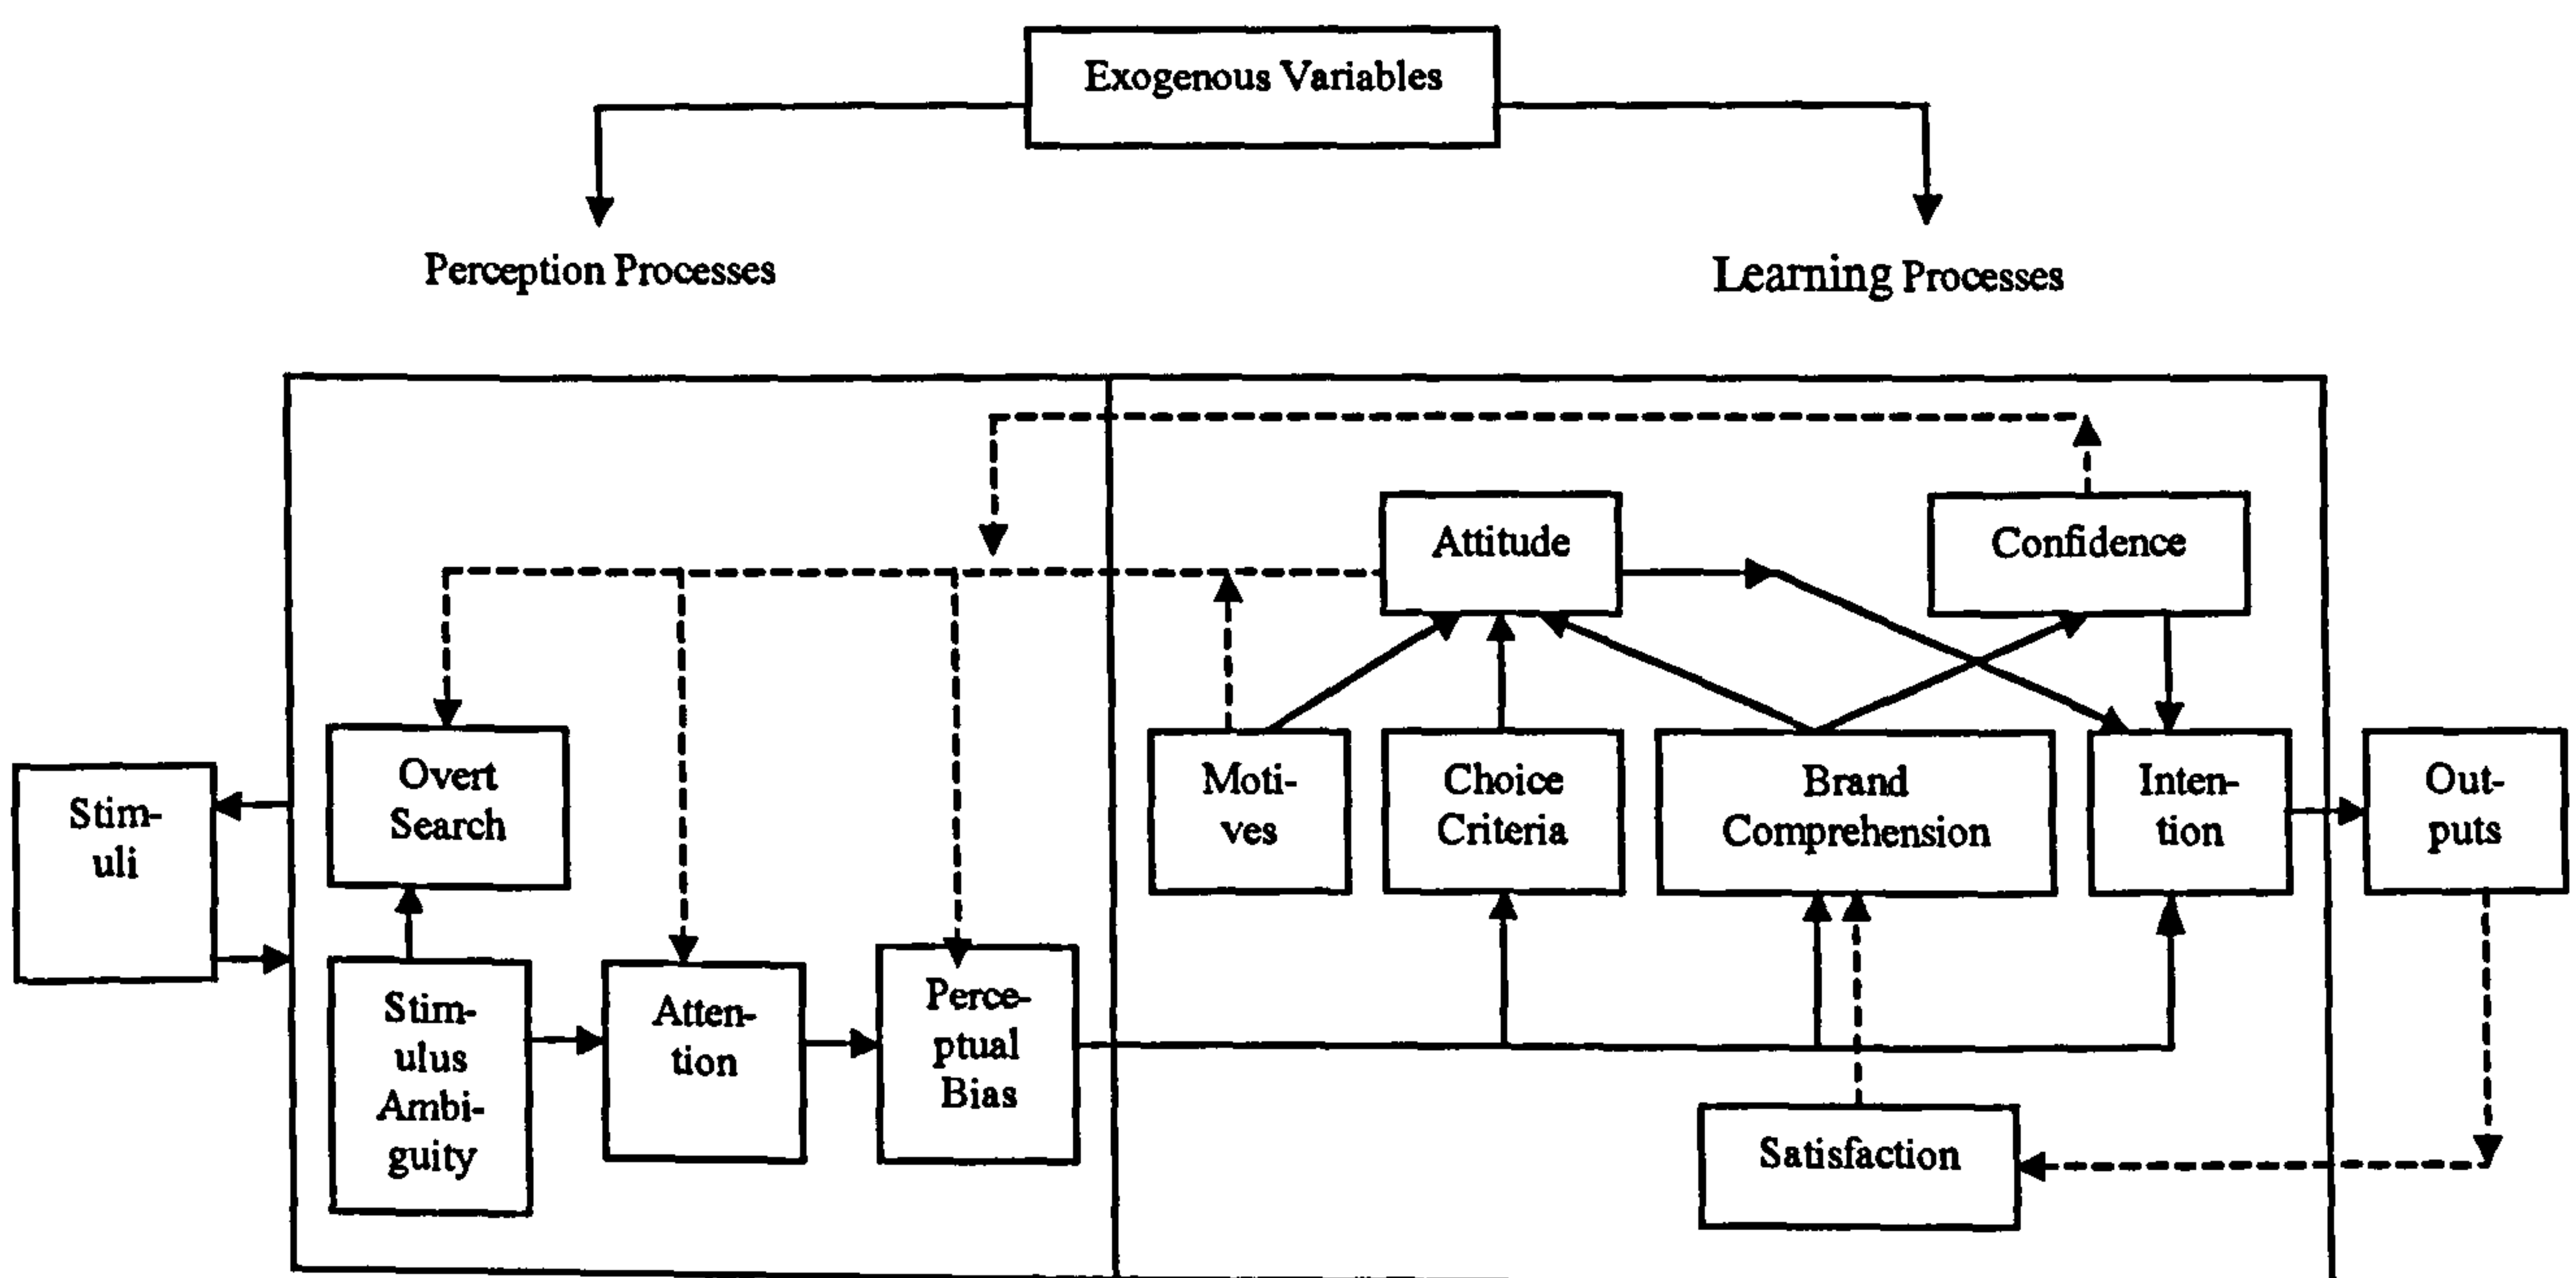 Exogenous Variables
Perception Processes
Learning Processes
Attitude
Confidence
Stim-
uli
Overt
Search
Stim-
ulus
Ambi-
guity
Atten-
tion
Perce-
ptual
Bias
Moti-
ves
Choice
Criteria
Brand
Comprehension
Inten-
tion
Out-
puts
Satisfaction